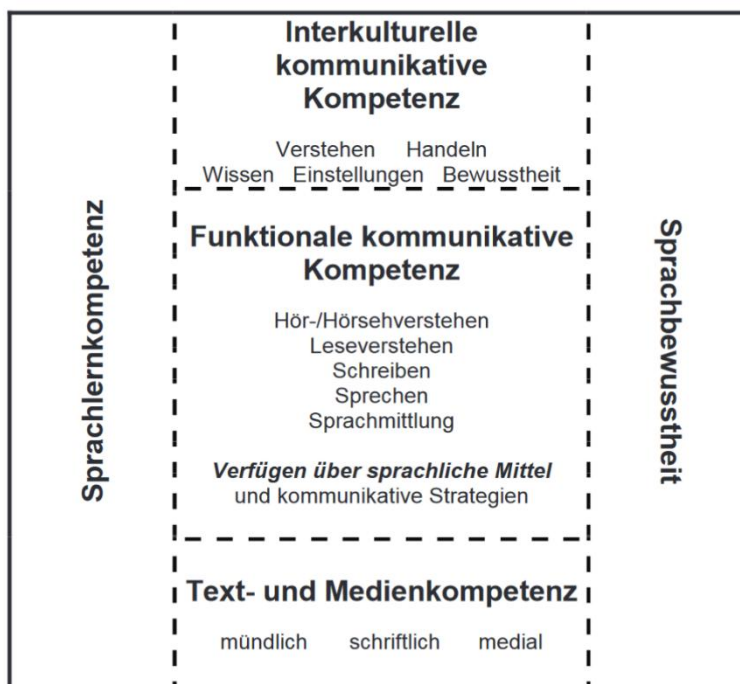 Interkulturelle
kommunikative
Kompetenz
Verstehen Handeln
Wissen Einstellungen Bewusstheit
Sprachlernkompetenz
Funktionale kommunikative
Kompetenz
Hör-/Hörsehverstehen
Leseverstehen
Schreiben
Sprechen
Sprachmittlung
Verfügen über sprachliche Mittel
und kommunikative Strategien
Sprachbewusstheit
Text- und Medienkompetenz
mündlich schriftlich medial